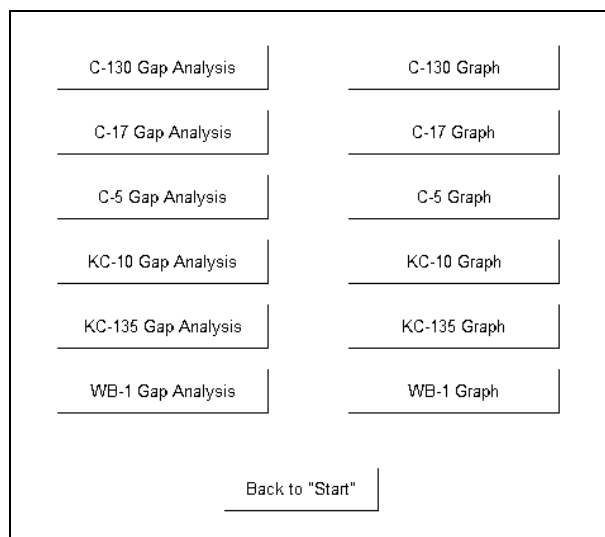 C-130 Gap Analysis C-130 Graph
C-17 Gap Analysis C-17 Graph
C-5 Gap Analysis C-5 Graph
KC-10 Gap Analysis KC-10 Graph
KC-135 Gap Analysis KC-135 Graph
WB-1 Gap Analysis WB-1 Graph
Back to "Start"